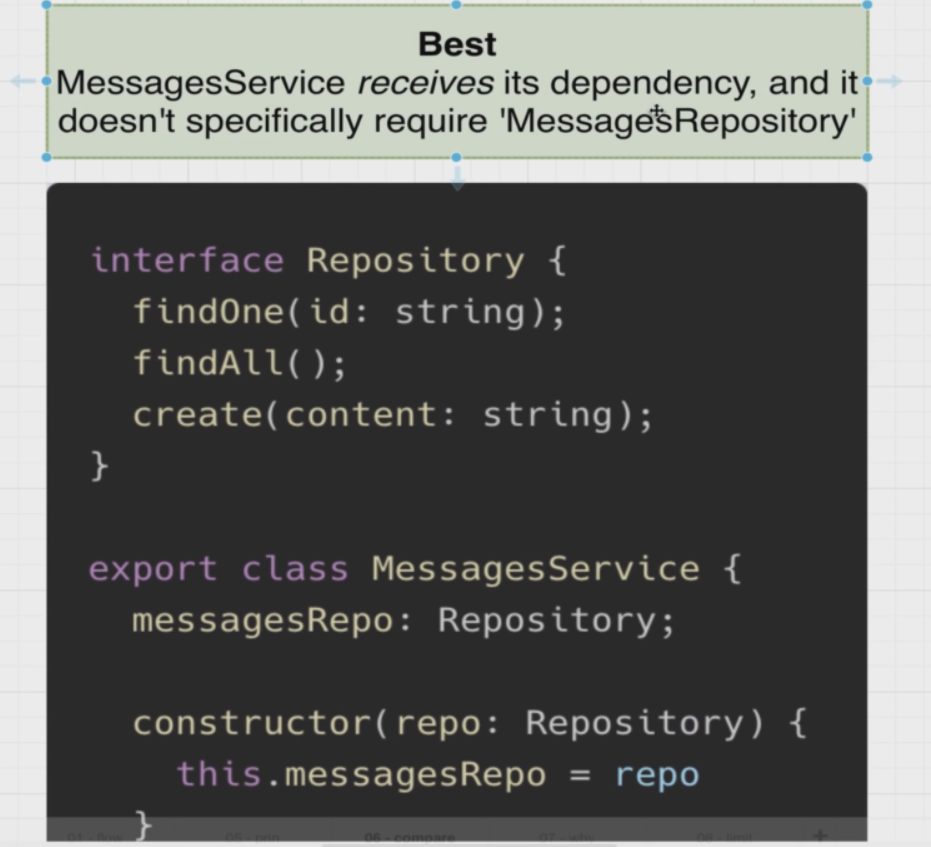 Best
MessagesService receives its dependency, and it
doesn't specifically require 'MessagesRepository'
interface Repository {
  findOne(id: string);
  findAll();
  create(content: string);
}
export class MessagesService {
  messagesRepo: Repository;
  constructor(repo: Repository) {
    this.messagesRepo = repo
  }
01 - flow 05 - prin 06 - compare 07 - why 08 - limit +